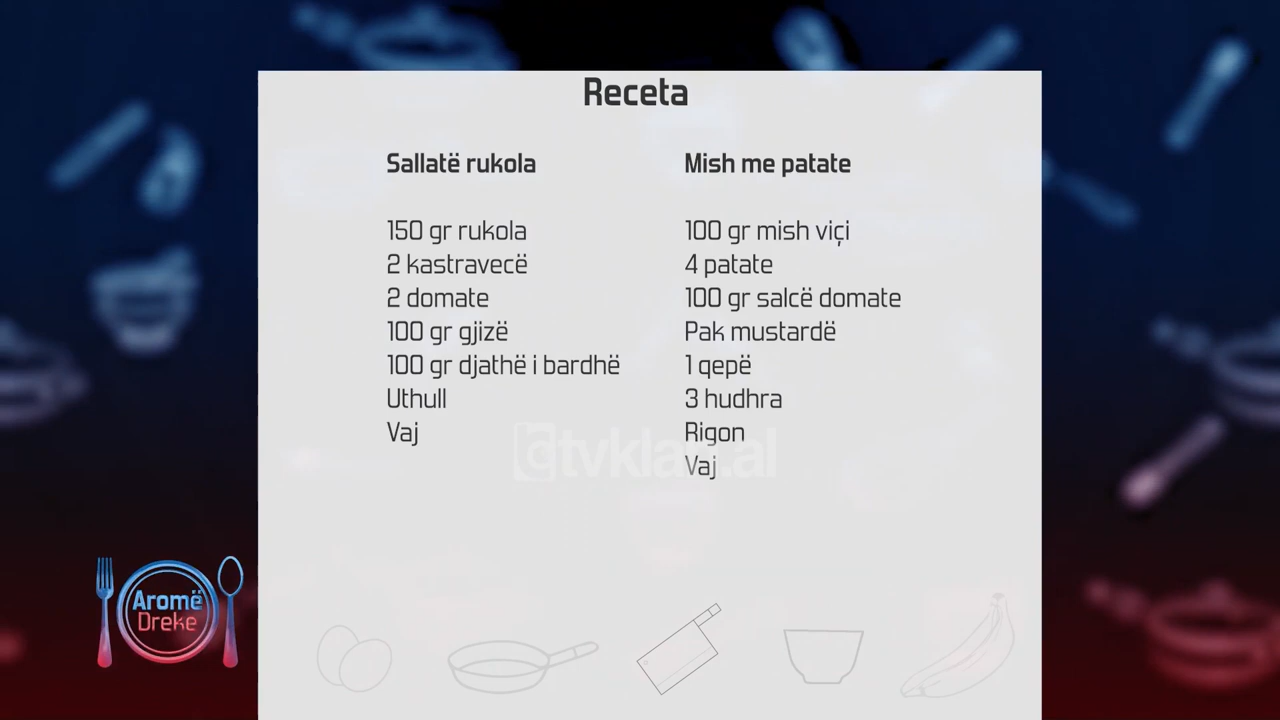 Receta
Sallatë rukola
150 gr rukola
2 kastravecë
2 domate
100 gr gjizë
100 gr djathë i bardhë
Uthull
Vaj
Mish me patate
100 gr mish viçi
4 patate
100 gr salcë domate
Pak mustardë
1 qepë
3 hudhra
Rigon
Vaj
tvklan.al
Aromë
Dreke